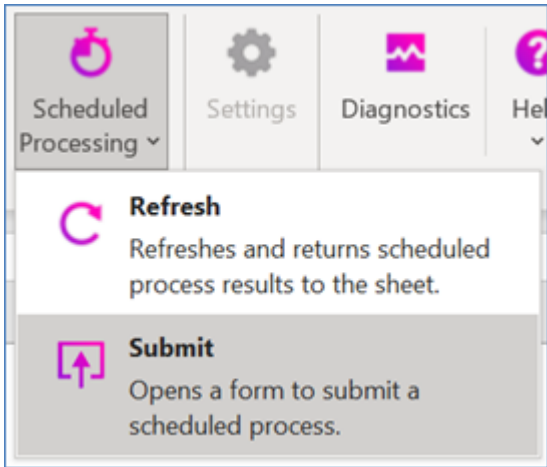 Scheduled
Processing
Settings
Diagnostics
Refresh
Refreshes and returns scheduled
process results to the sheet.
Submit
Opens a form to submit a
scheduled process.